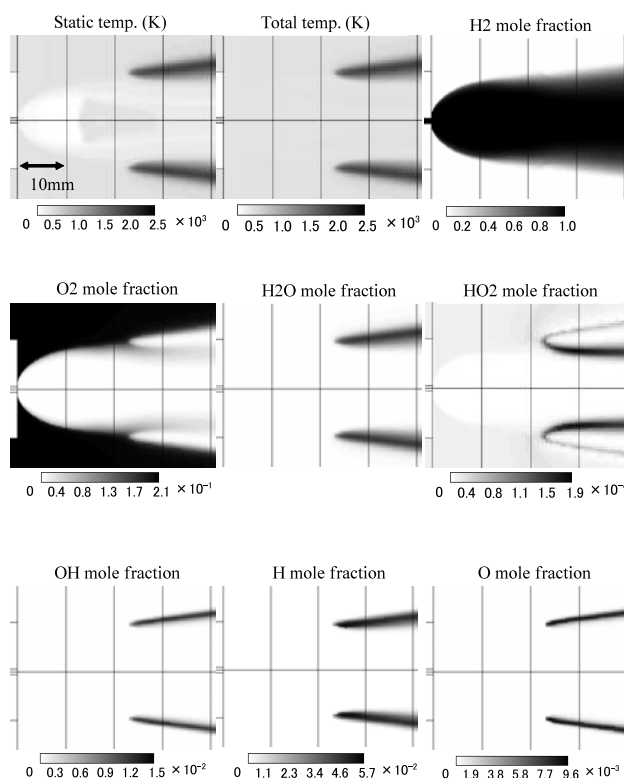 Static temp. (K) Total temp. (K) H2 mole fraction
10mm
0 0.5 1.0 1.5 2.0 2.5 ×10³ 0 0.5 1.0 1.5 2.0 2.5 ×10³ 0 0.2 0.4 0.6 0.8 1.0
O2 mole fraction H2O mole fraction HO2 mole fraction
0 0.4 0.8 1.3 1.7 2.1 ×10⁻¹ 0 0.4 0.8 1.1 1.5 1.9
OH mole fraction H mole fraction O mole fraction
0 0.3 0.6 0.9 1.2 1.5 ×10⁻² 0 1.1 2.3 3.4 4.6 5.7 ×10⁻² 0 1.9 3.8 5.8 7.7 9.6 ×10⁻³